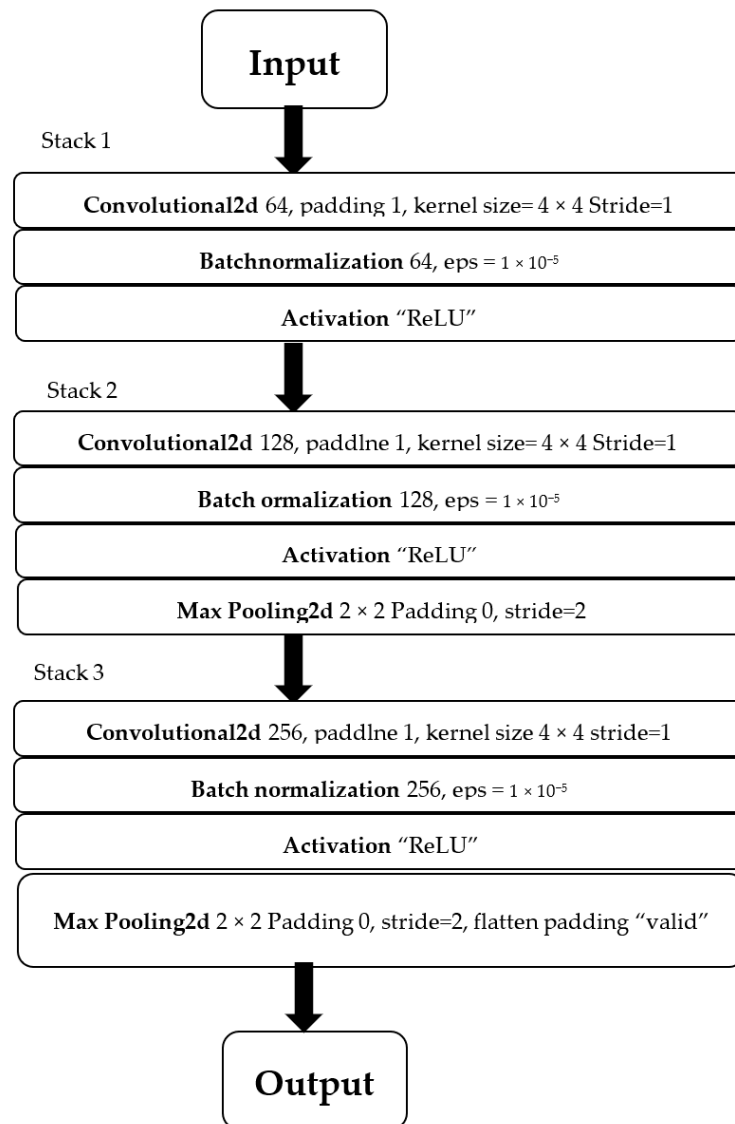 Input
Stack 1
Convolutional2d 64, padding 1, kernel size= 4 × 4 Stride=1
Batchnormalization 64, eps = 1 × 10⁻⁵
Activation “ReLU”
Stack 2
Convolutional2d 128, paddlne 1, kernel size= 4 × 4 Stride=1
Batch ormalization 128, eps = 1 × 10⁻⁵
Activation “ReLU”
Max Pooling2d 2 × 2 Padding 0, stride=2
Stack 3
Convolutional2d 256, paddlne 1, kernel size 4 × 4 stride=1
Batch normalization 256, eps = 1 × 10⁻⁵
Activation “ReLU”
Max Pooling2d 2 × 2 Padding 0, stride=2, flatten padding “valid”
Output